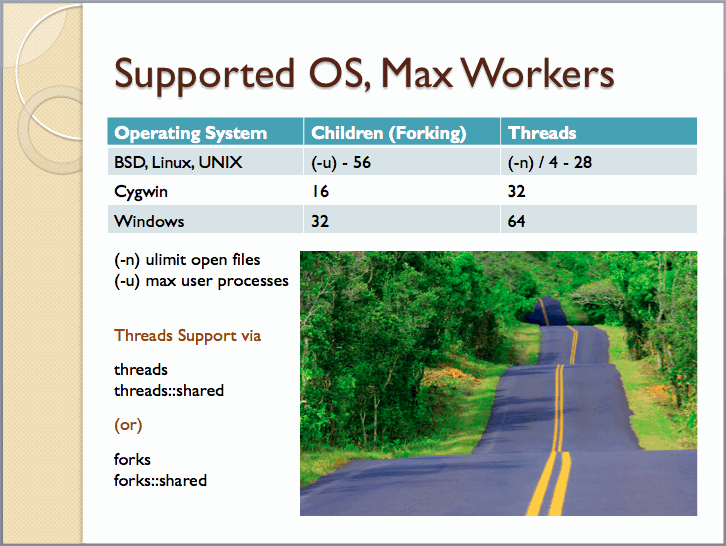 Supported OS, Max Workers
Operating System Children (Forking) Threads
BSD, Linux, UNIX (-u) - 56 (-n) / 4 - 28
Cygwin 16 32
Windows 32 64
(-n) ulimit open files
(-u) max user processes
Threads Support via
threads
threads::shared
(or)
forks
forks::shared